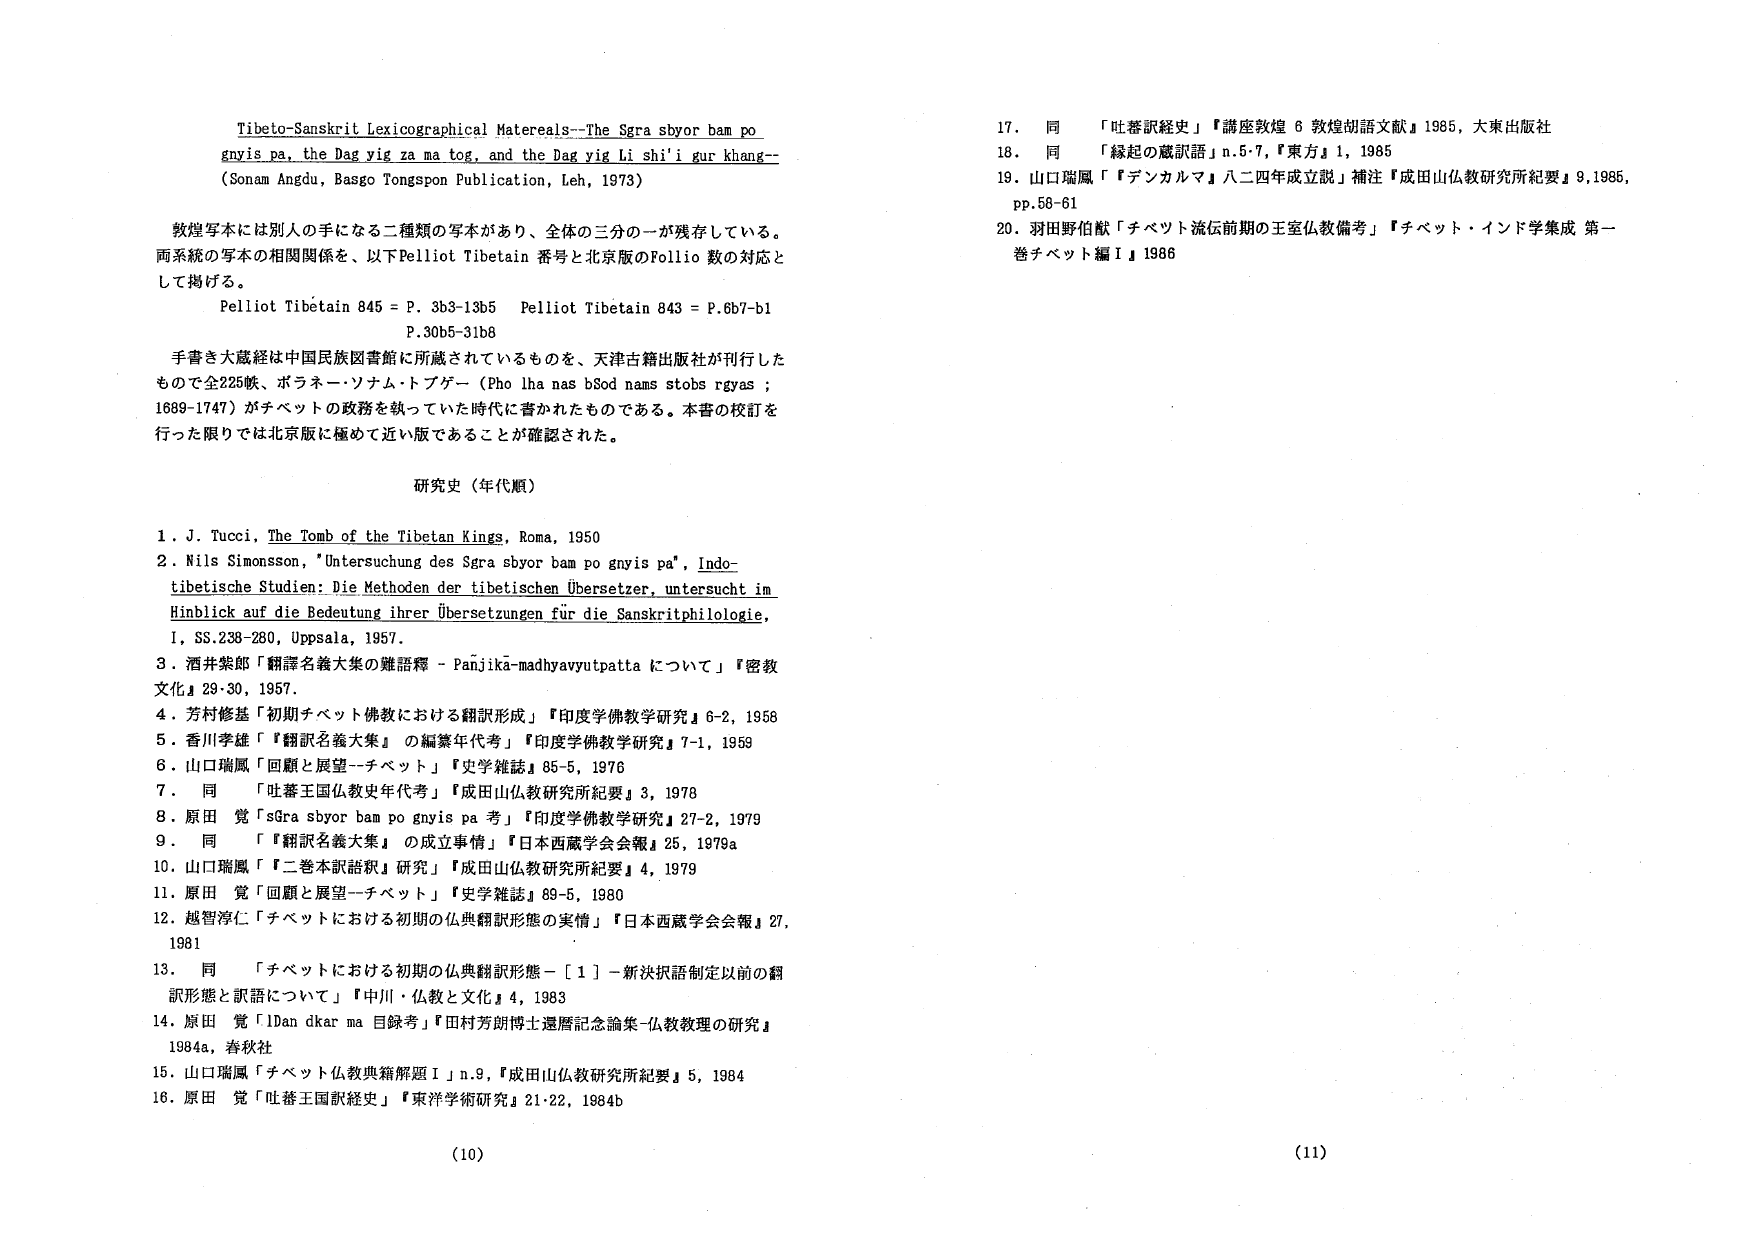 Tibeto-Sanskrit Lexicographical Matereals--The Sgra sbyor bam po
gnyis pa, the Dag yig za ma tog, and the Dag yig Li shi'i gur khang--
(Sonam Angdu, Basgo Tongspon Publication, Leh, 1973)
敦煌写本には別人の手になる二種類の写本があり、全体の三分の一が残存している。
両系統の写本の相関関係を、以下Pelliot Tibetain 番号と北京版のFollio 数の対応と
して掲げる。
Pelliot Tibétain 845 = P. 3b3-13b5 Pelliot Tibetain 843 = P.6b7-b1
P.30b5-31b8
手書き大蔵経は中国民族図書館に所蔵されているものを、天津古籍出版社が刊行した
もので全225帙、ポラネー・ソナム・トプゲー（Pho lha nas bSod nams stobs rgyas ;
1689-1747）がチベットの政務を執っていた時代に書かれたものである。本書の校訂を
行った限りでは北京版に極めて近い版であることが確認された。
研究史（年代順）
1. J. Tucci, The Tomb of the Tibetan Kings, Roma, 1950
2. Nils Simonsson, "Untersuchung des Sgra sbyor bam po gnyis pa", Indo-
tibetische Studien: Die Methoden der tibetischen Übersetzer, untersucht im
Hinblick auf die Bedeutung ihrer Übersetzungen für die Sanskritphilologie,
I, SS.238-280, Uppsala, 1957.
3. 酒井紫郎「翻譯名義大集の難語釋 - Pañjikā-madhyavyutpatta について」『密教
文化』29·30, 1957.
4. 芳村修基「初期チベット佛教における翻訳形成」『印度学佛教学研究』6-2, 1958
5. 香川孝雄「『翻訳名義大集』 の編纂年代考」『印度学佛教学研究』7-1, 1959
6. 山口瑞鳳「回顧と展望--チベット」『史学雑誌』85-5, 1976
7. 同 「吐蕃王国仏教史年代考」『成田山仏教研究所紀要』3, 1978
8. 原田 覚「sGra sbyor bam po gnyis pa 考」『印度学佛教学研究』27-2, 1979
9. 同 「『翻訳名義大集』 の成立事情」『日本西蔵学会会報』25, 1979a
10. 山口瑞鳳「『二巻本訳語釈』研究」『成田山仏教研究所紀要』4, 1979
11. 原田 覚「回顧と展望--チベット」『史学雑誌』89-5, 1980
12. 越智淳仁「チベットにおける初期の仏典翻訳形態の実情」『日本西蔵学会会報』27,
1981
13. 同 「チベットにおける初期の仏典翻訳形態－［１］－新決択語制定以前の翻
訳形態と訳語について」『中川・仏教と文化』4, 1983
14. 原田 覚「lDan dkar ma 目録考」『田村芳朗博士還暦記念論集-仏教教理の研究』
1984a, 春秋社
15. 山口瑞鳳「チベット仏教典籍解題Ｉ」n.9,『成田山仏教研究所紀要』5, 1984
16. 原田 覚「吐蕃王国訳経史」『東洋学術研究』21·22, 1984b
(10)
17. 同 「吐蕃訳経史」『講座敦煌 6 敦煌胡語文献』1985, 大東出版社
18. 同 「縁起の蔵訳語」n.5·7,『東方』1, 1985
19. 山口瑞鳳「『デンカルマ』八二四年成立説」補注『成田山仏教研究所紀要』9,1985,
pp.58-61
20. 羽田野伯猷「チベット流伝前期の王室仏教備考」『チベット・インド学集成 第一
巻チベット編Ｉ』1986
(11)